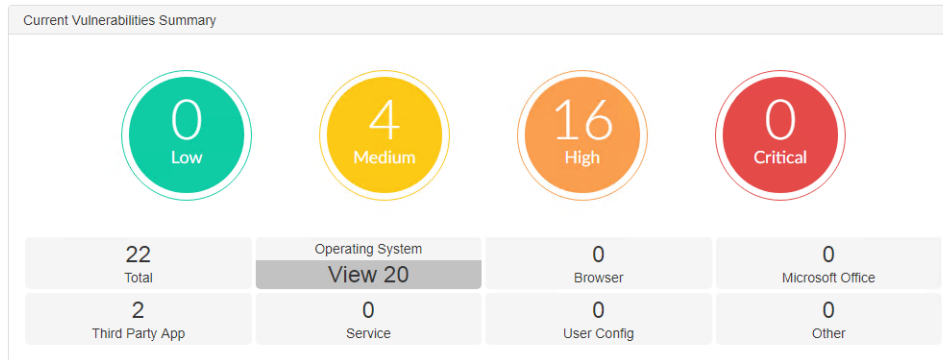 Current Vulnerabilities Summary
0
Low
4
Medium
16
High
0
Critical
22
Total
Operating System
View 20
0
Browser
0
Microsoft Office
2
Third Party App
0
Service
0
User Config
0
Other